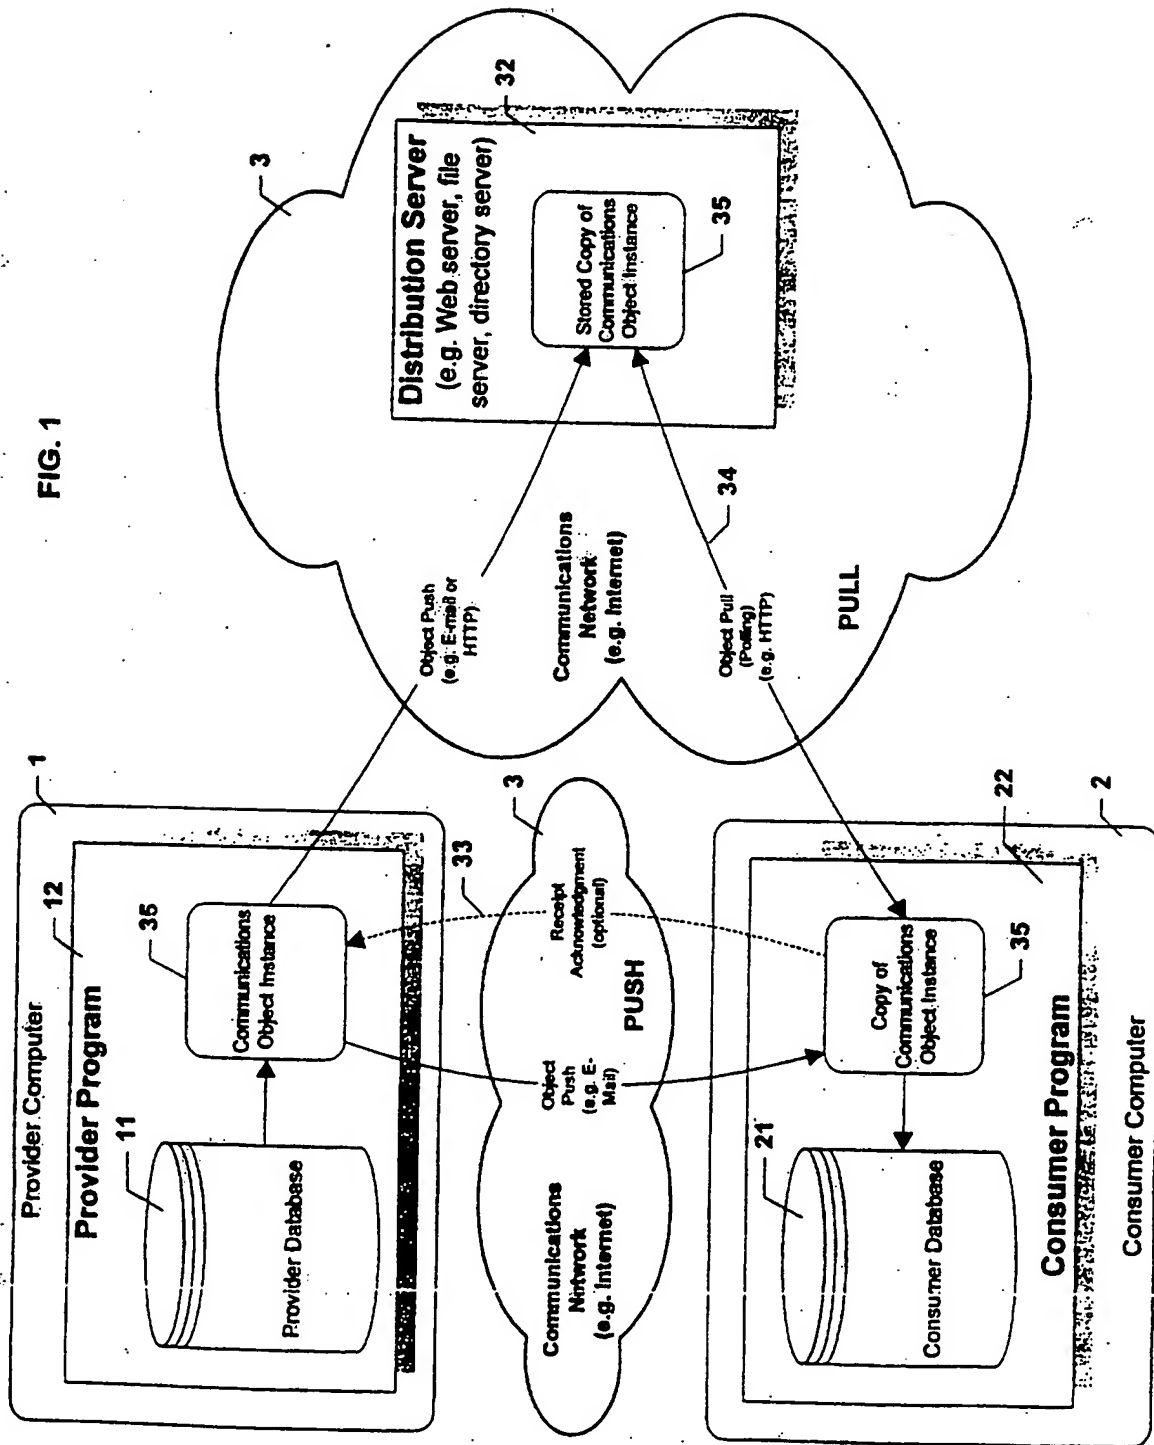 FIG. 1
Provider Computer
1
Provider Program
12
11
Provider Database
35
Communications
Object Instance
Communications
Nintwork
(e.g. Internet)
3
Object
Push
(e.g. E-
Mail)
PUSH
Receipt
Acknowledgment
(optional)
33
21
Consumer Database
Copy of
Communications
Object Instance
35
22
Consumer Program
2
Consumer Computer
3
Object Push
(e.g. E-mail or
HTTP)
Communications
Network
(e.g. Internet)
Object Pull
(Polling)
(e.g. HTTP)
34
PULL
Distribution Server
(e.g. Web server, file
server, directory server)
32
Stored Copy of
Communications
Object Instance
35